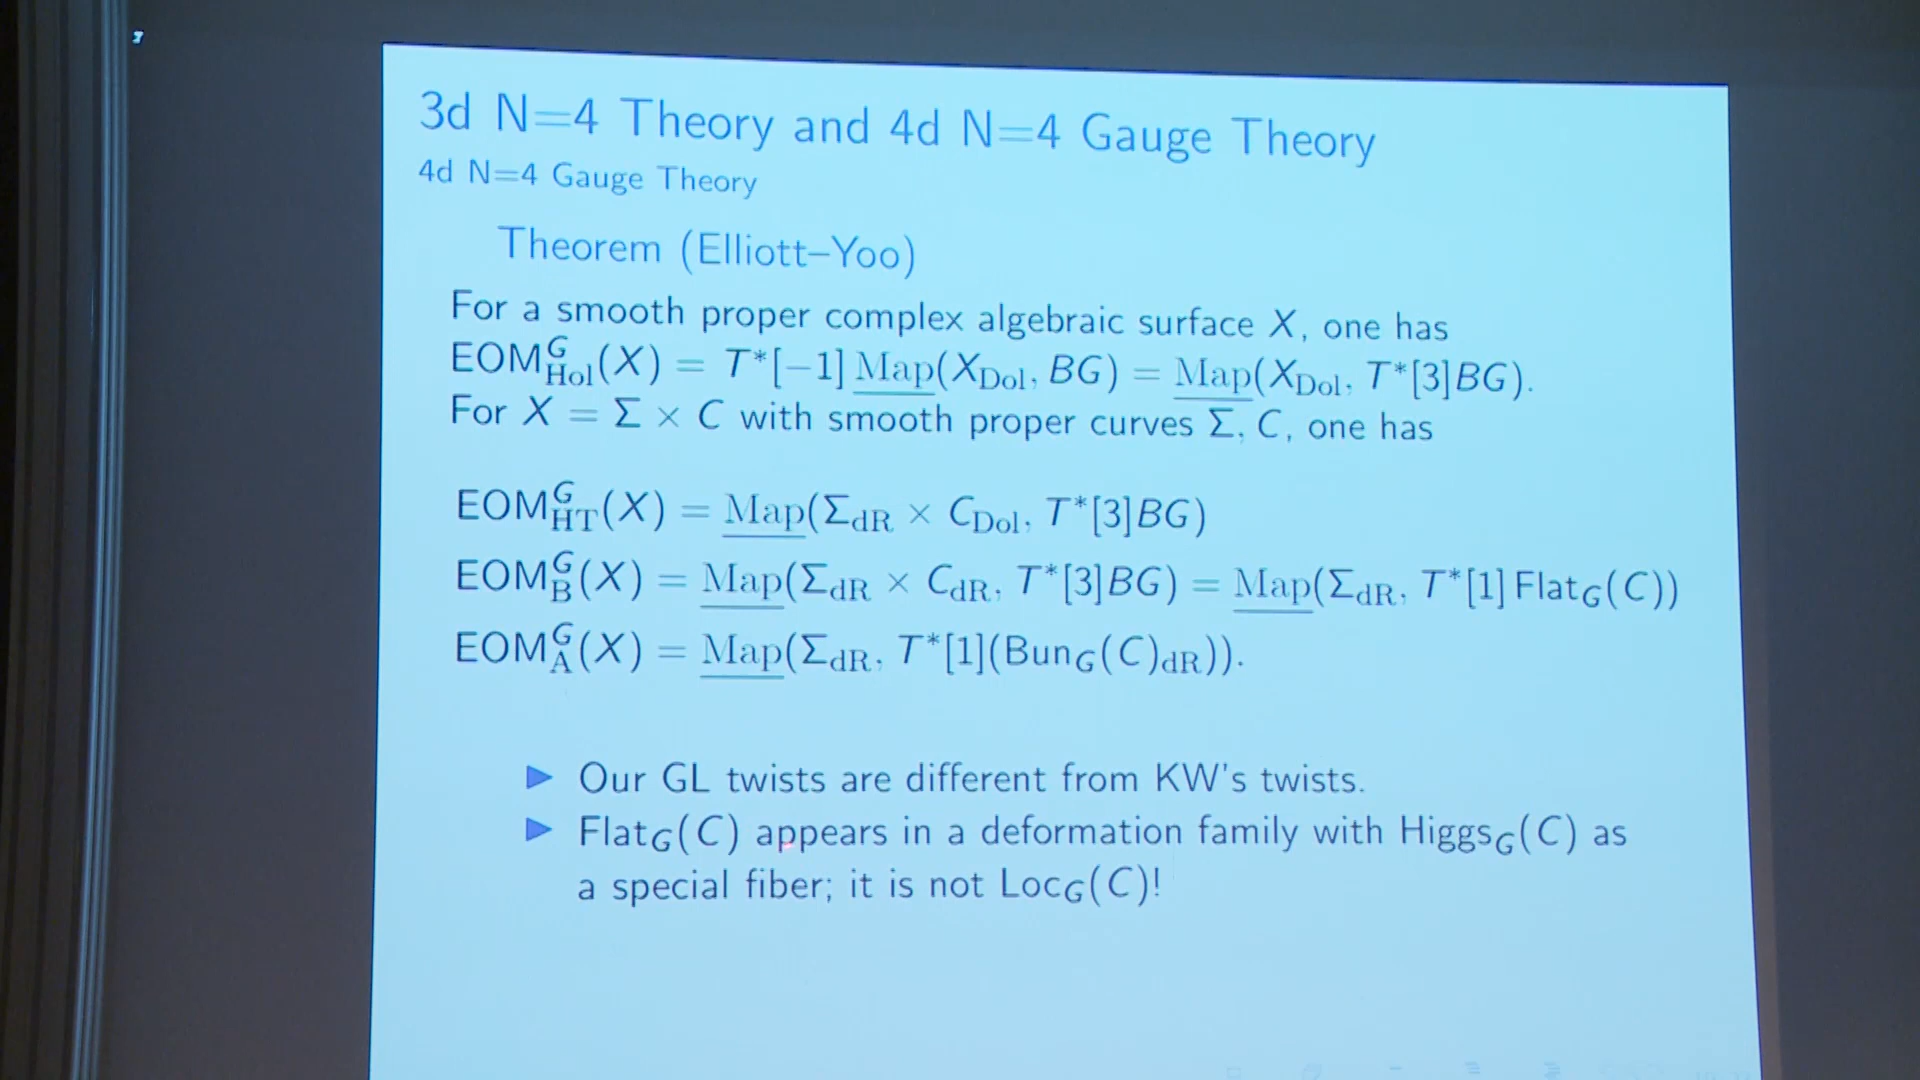 3d N=4 Theory and 4d N=4 Gauge Theory
4d N=4 Gauge Theory
Theorem (Elliott–Yoo)
For a smooth proper complex algebraic surface X, one has
EOM^G_Hol(X) = T*[−1] Map(X_Dol, BG) = Map(X_Dol, T*[3]BG).
For X = Σ × C with smooth proper curves Σ, C, one has
EOM^G_HT(X) = Map(Σ_dR × C_Dol, T*[3]BG)
EOM^G_B(X) = Map(Σ_dR × C_dR, T*[3]BG) = Map(Σ_dR, T*[1] Flat_G(C))
EOM^G_A(X) = Map(Σ_dR, T*[1](Bun_G(C)_dR)).
▶ Our GL twists are different from KW's twists.
▶ Flat_G(C) appears in a deformation family with Higgs_G(C) as
a special fiber; it is not Loc_G(C)!